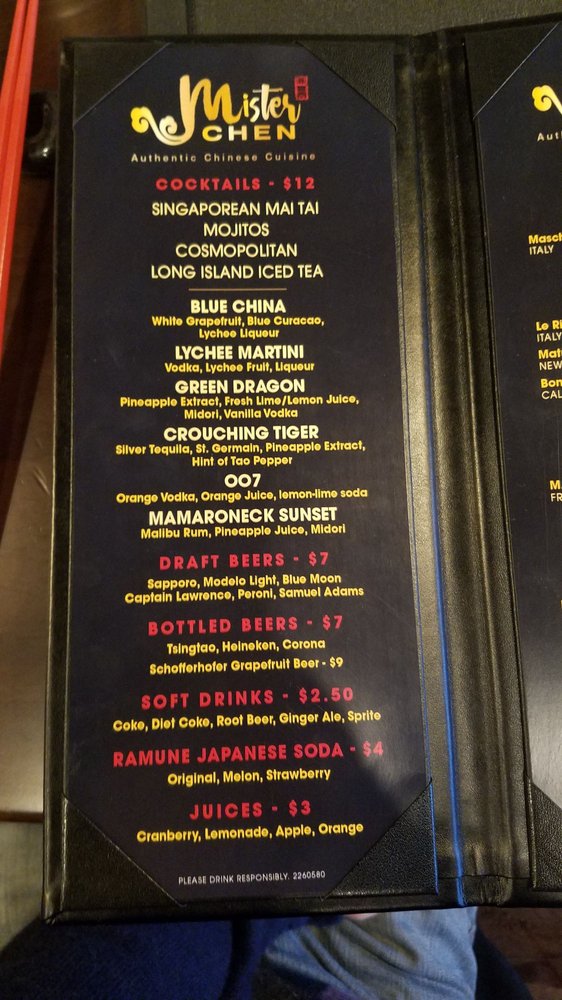 Mister
CHEN
Authentic Chinese Cuisine
COCKTAILS - $12
SINGAPOREAN MAI TAI
MOJITOS
COSMOPOLITAN
LONG ISLAND ICED TEA
BLUE CHINA
White Grapefruit, Blue Curacao,
Lychee Liqueur
LYCHEE MARTINI
Vodka, Lychee Fruit, Liqueur
GREEN DRAGON
Pineapple Extract, Fresh Lime/Lemon Juice,
Midori, Vanilla Vodka
CROUCHING TIGER
Silver Tequila, St. Germain, Pineapple Extract,
Hint of Tao Pepper
OO7
Orange Vodka, Orange Juice, lemon-lime soda
MAMARONECK SUNSET
Malibu Rum, Pineapple Juice, Midori
DRAFT BEERS - $7
Sapporo, Modelo Light, Blue Moon
Captain Lawrence, Peroni, Samuel Adams
BOTTLED BEERS - $7
Tsingtao, Heineken, Corona
Schofferhofer Grapefruit Beer - $9
SOFT DRINKS - $2.50
Coke, Diet Coke, Root Beer, Ginger Ale, Sprite
RAMUNE JAPANESE SODA - $4
Original, Melon, Strawberry
JUICES - $3
Cranberry, Lemonade, Apple, Orange
PLEASE DRINK RESPONSIBLY. 2260580
ITALY
Le Ri
ITALY
NEW
CAL